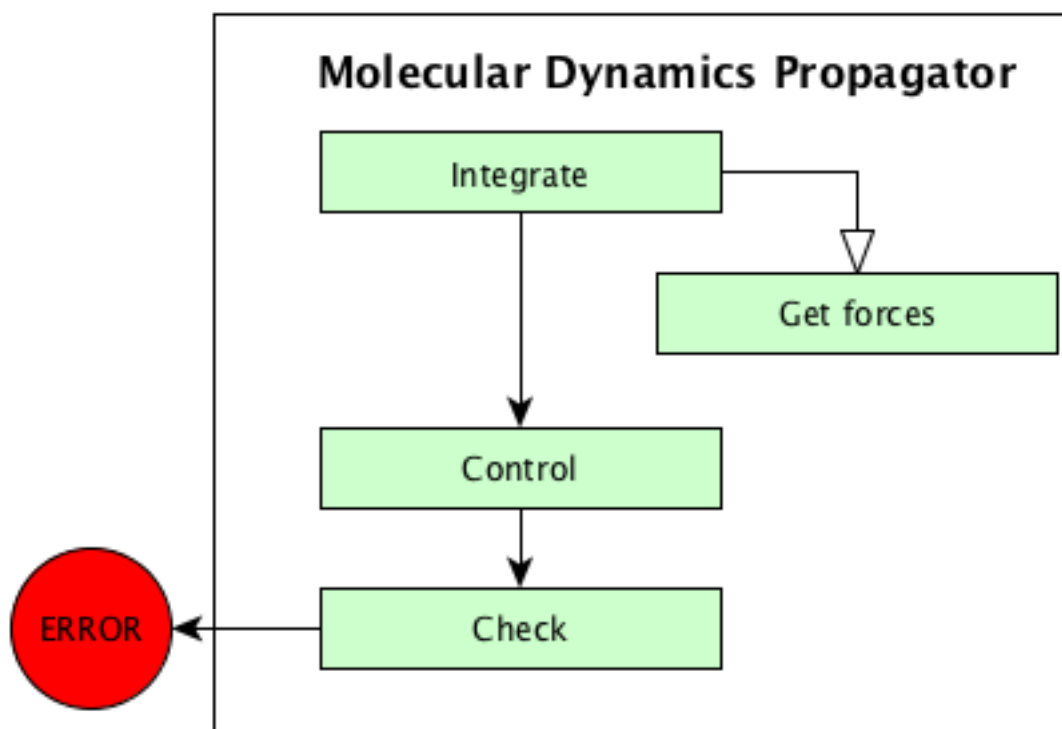 Molecular Dynamics Propagator
Integrate
Get forces
Control
Check
ERROR